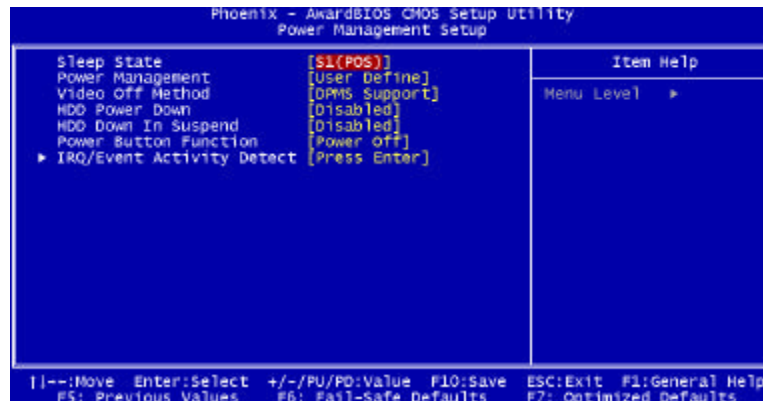 Phoenix - AwardBIOS CMOS Setup Utility
Power Management Setup
Sleep State [S1(POS)]
Power Management [User Define]
Video Off Method [DPMS Support]
HDD Power Down [Disabled]
HDD Down In Suspend [Disabled]
Power Button Function [Power Off]
▶ IRQ/Event Activity Detect [Press Enter]
Item Help
Menu Level ▶
↑↓→←:Move Enter:Select +/-/PU/PD:Value F10:Save ESC:Exit F1:General Help
F5: Previous Values F6: Fail-Safe Defaults F7: Optimized Defaults